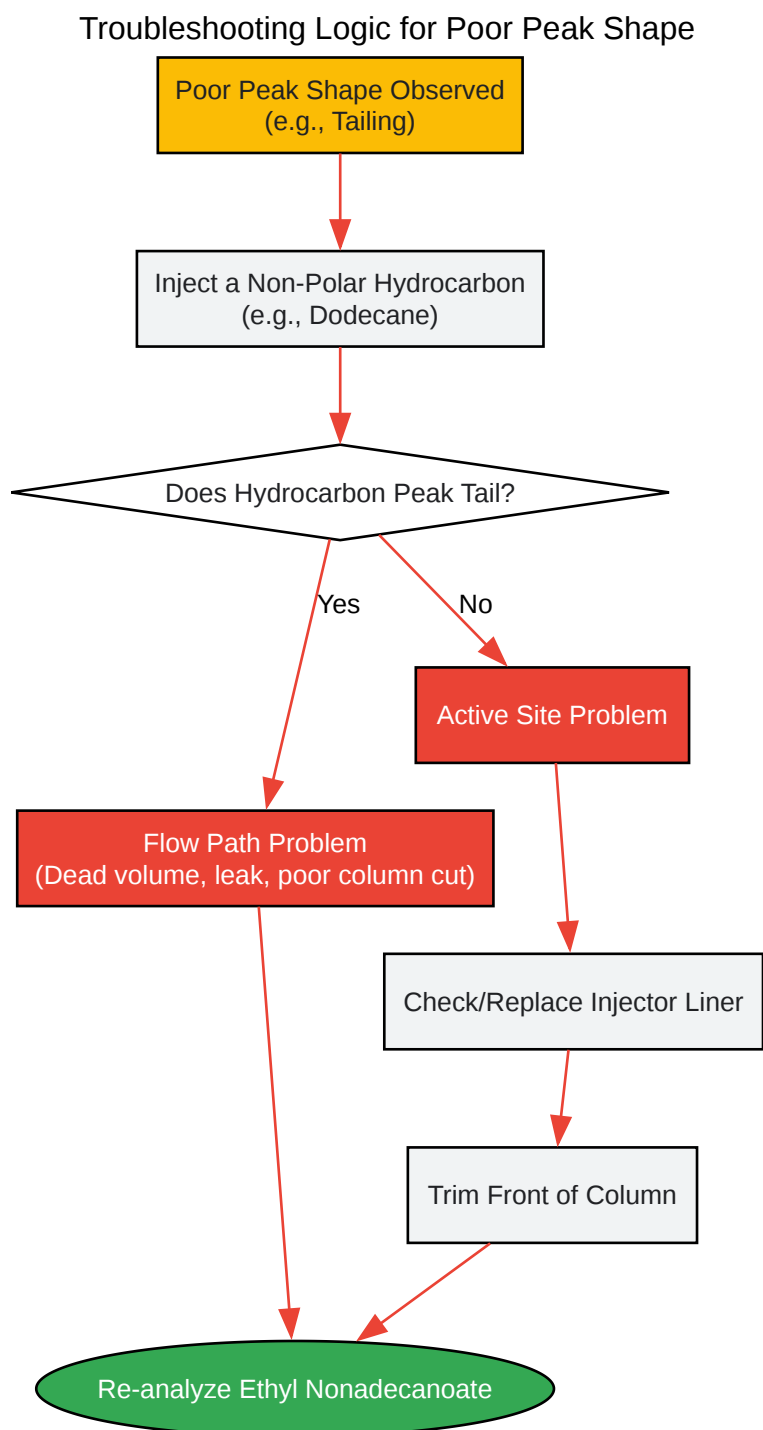 Troubleshooting Logic for Poor Peak Shape
Poor Peak Shape Observed
(e.g., Tailing)
Inject a Non-Polar Hydrocarbon
(e.g., Dodecane)
Does Hydrocarbon Peak Tail?
Yes
No
Active Site Problem
Flow Path Problem
(Dead volume, leak, poor column cut)
Check/Replace Injector Liner
Trim Front of Column
Re-analyze Ethyl Nonadecanoate